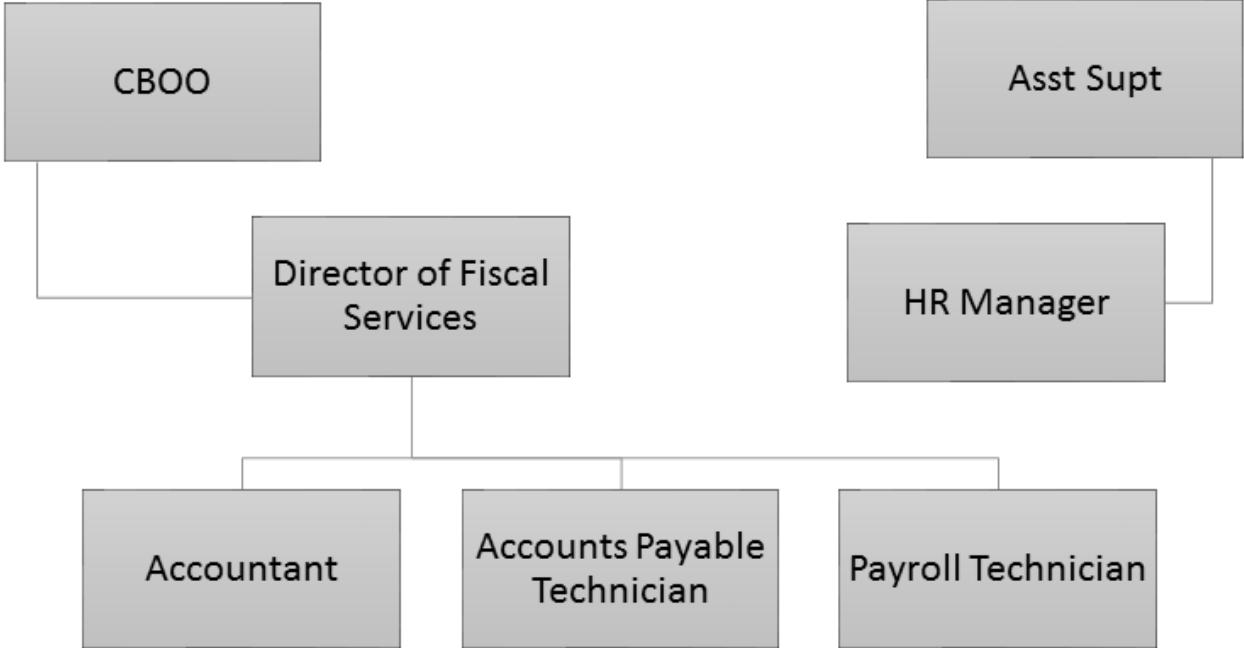 CBOO
Asst Supt
Director of Fiscal
Services
HR Manager
Accountant
Accounts Payable
Technician
Payroll Technician